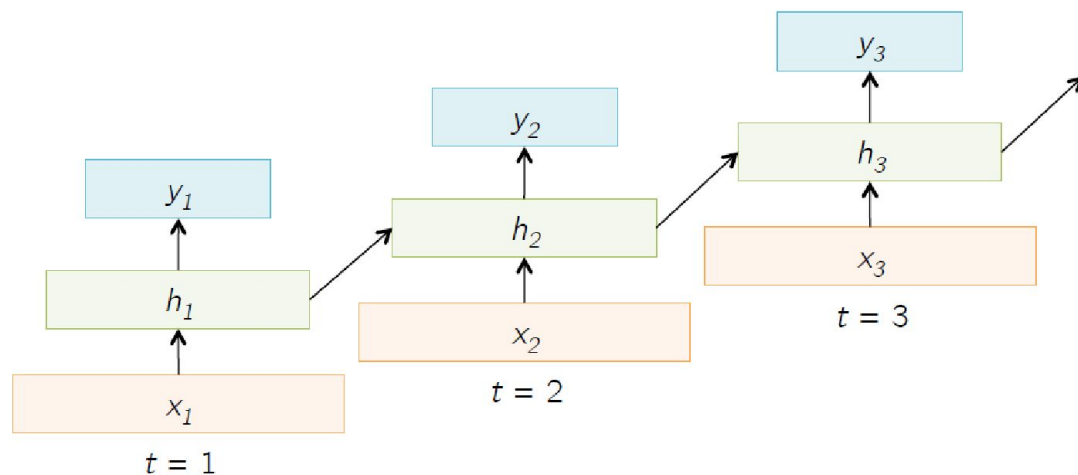 y1
h1
x1
t = 1
y2
h2
x2
t = 2
y3
h3
x3
t = 3